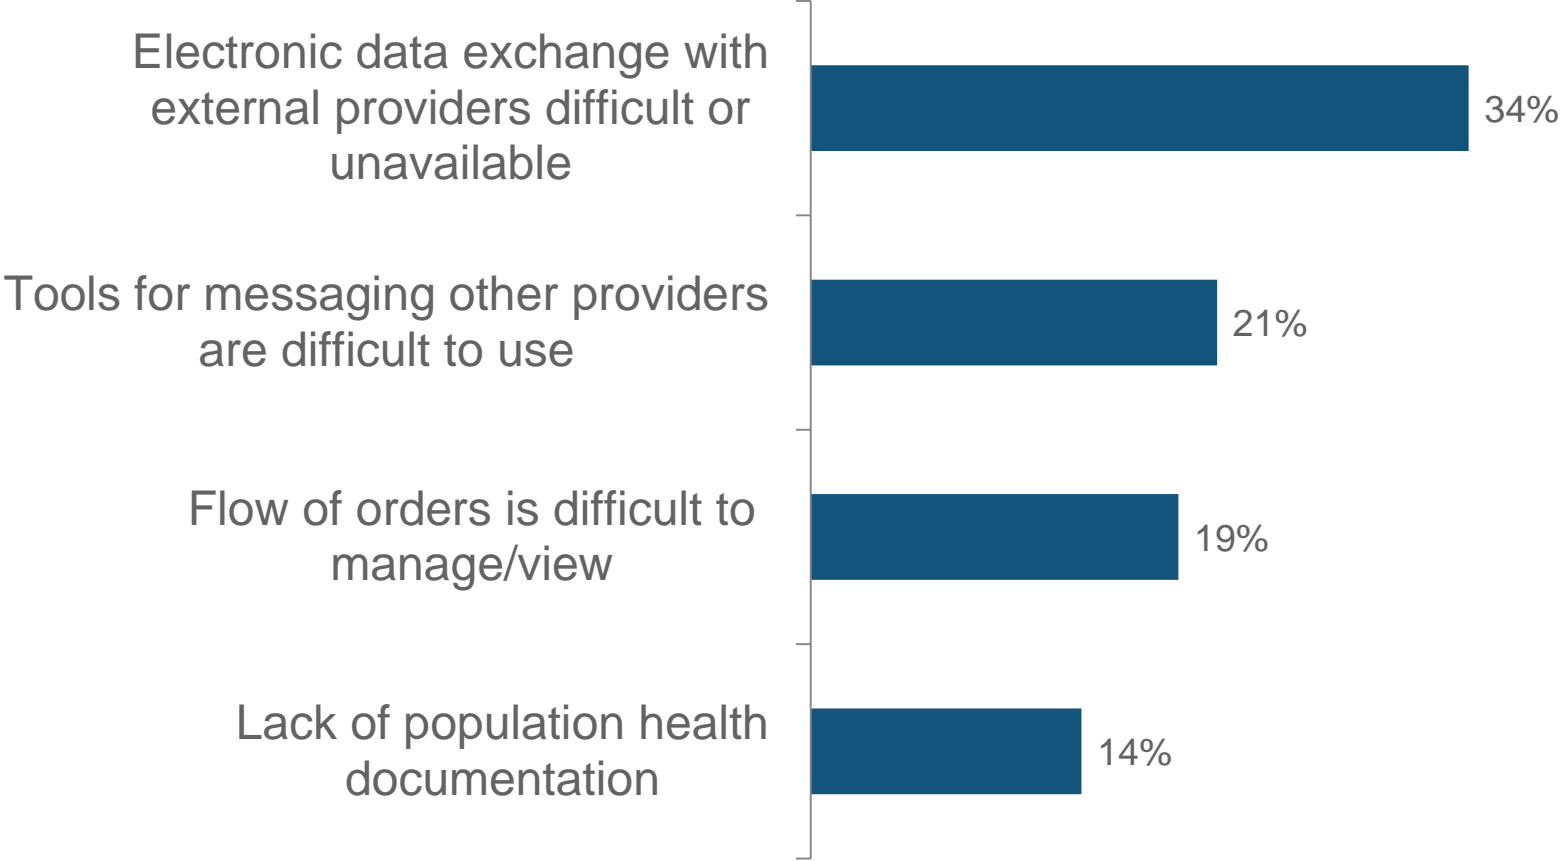 Electronic data exchange with
external providers difficult or
unavailable
34%
Tools for messaging other providers
are difficult to use
21%
Flow of orders is difficult to
manage/view
19%
Lack of population health
documentation
14%